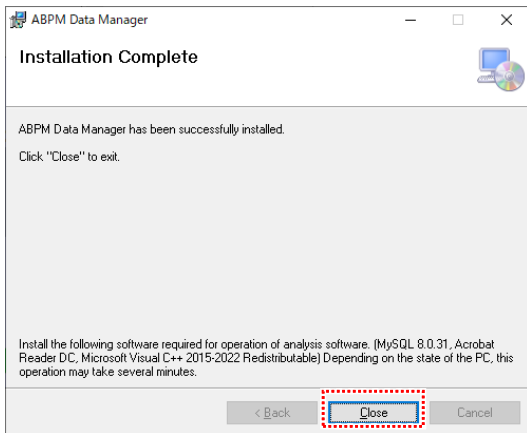 ABPM Data Manager
Installation Complete
ABPM Data Manager has been successfully installed.
Click "Close" to exit.
Install the following software required for operation of analysis software. (MySQL 8.0.31, Acrobat
Reader DC, Microsoft Visual C++ 2015-2022 Redistributable) Depending on the state of the PC, this
operation may take several minutes.
< Back Close Cancel